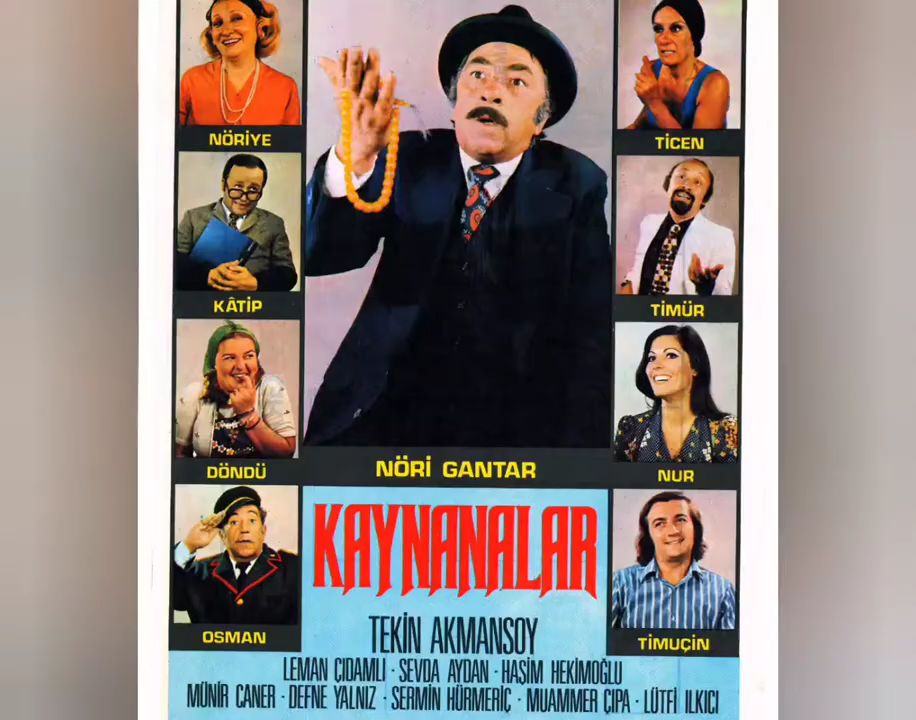 NÖRİYE
TİCEN
KÂTİP
TİMÜR
DÖNDÜ
NÖRİ GANTAR
NUR
OSMAN
KAYNANALAR
TİMUÇİN
TEKİN AKMANSOY
LEMAN ÇIDAMLI · SEVDA AYDAN · HAŞİM HEKİMOĞLU
MÜNİR CANER · DEFNE YALNIZ · SERMİN HÜRMERİÇ · MUAMMER ÇIPA · LÜTFİ ILKICI